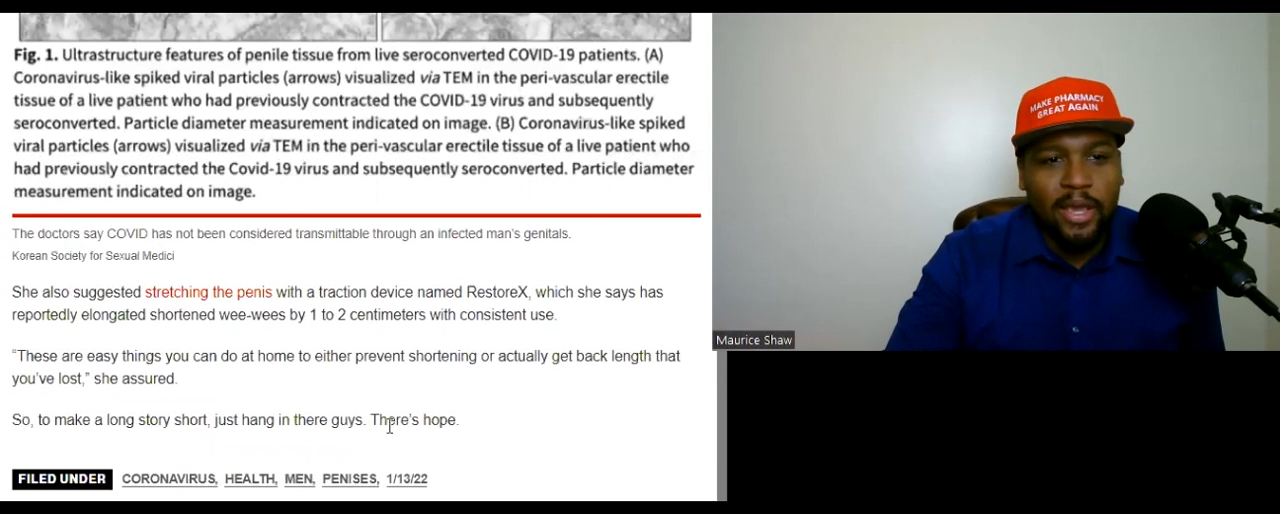 Fig. 1. Ultrastructure features of penile tissue from live seroconverted COVID-19 patients. (A)
Coronavirus-like spiked viral particles (arrows) visualized via TEM in the peri-vascular erectile
tissue of a live patient who had previously contracted the COVID-19 virus and subsequently
seroconverted. Particle diameter measurement indicated on image. (B) Coronavirus-like spiked
viral particles (arrows) visualized via TEM in the peri-vascular erectile tissue of a live patient who
had previously contracted the Covid-19 virus and subsequently seroconverted. Particle diameter
measurement indicated on image.
The doctors say COVID has not been considered transmittable through an infected man's genitals.
Korean Society for Sexual Medici
She also suggested stretching the penis with a traction device named RestoreX, which she says has
reportedly elongated shortened wee-wees by 1 to 2 centimeters with consistent use.
“These are easy things you can do at home to either prevent shortening or actually get back length that
you've lost,” she assured.
So, to make a long story short, just hang in there guys. There's hope.
FILED UNDER CORONAVIRUS, HEALTH, MEN, PENISES, 1/13/22
MAKE PHARMACY
GREAT AGAIN
Maurice Shaw